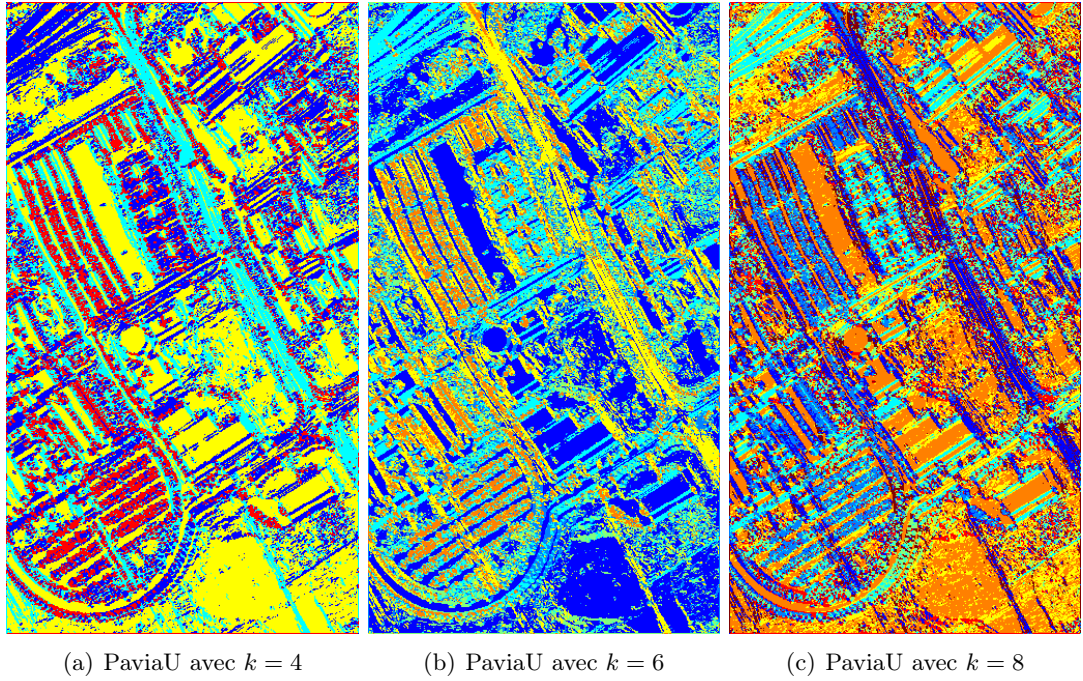 (a) PaviaU avec k = 4
(b) PaviaU avec k = 6
(c) PaviaU avec k = 8